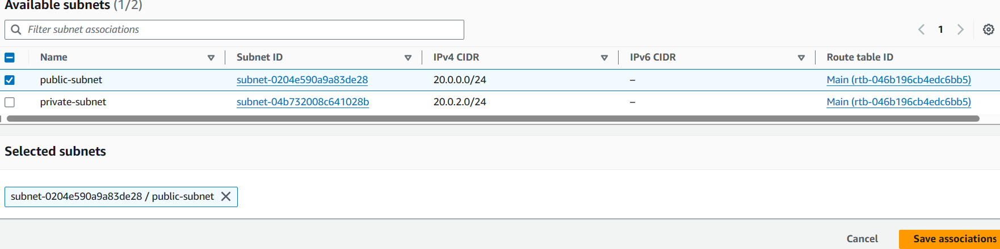 Available subnets (1/2)
Filter subnet associations
1
Name Subnet ID IPv4 CIDR IPv6 CIDR Route table ID
public-subnet subnet-0204e590a9a83de28 20.0.0.0/24 – Main (rtb-046b196cb4edc6bb5)
private-subnet subnet-04b732008c641028b 20.0.2.0/24 – Main (rtb-046b196cb4edc6bb5)
Selected subnets
subnet-0204e590a9a83de28 / public-subnet
Cancel Save associations